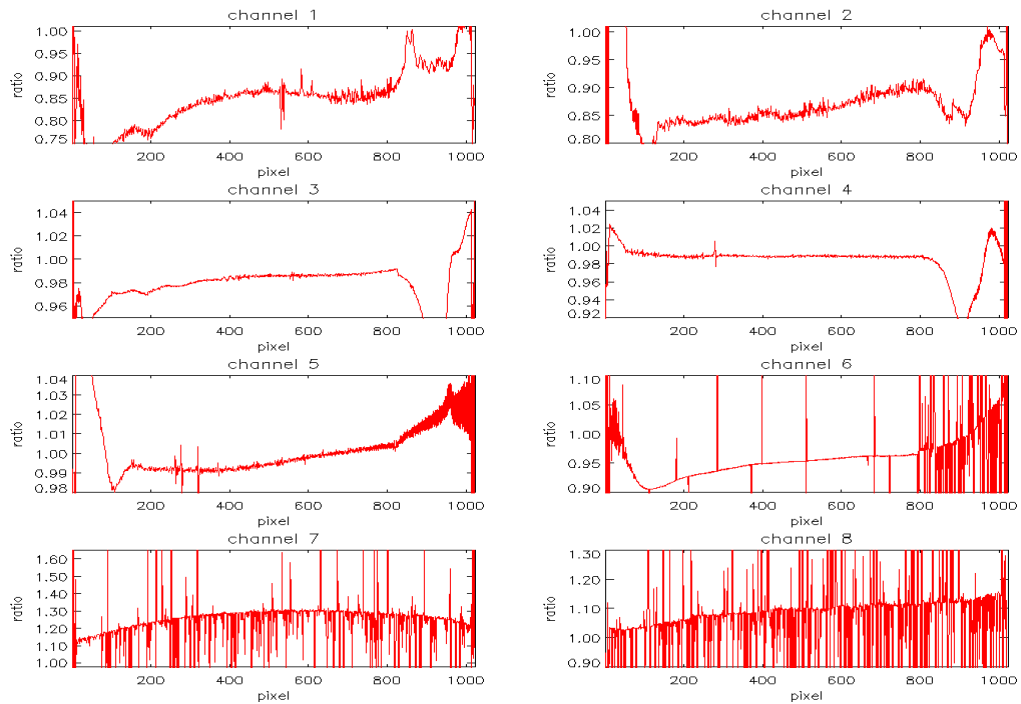 channel 1
1.00
0.95
0.90
0.85
0.80
0.75
ratio
200 400 600 800 1000
pixel
channel 2
1.00
0.95
0.90
0.85
0.80
ratio
200 400 600 800 1000
pixel
channel 3
1.04
1.02
1.00
0.98
0.96
ratio
200 400 600 800 1000
pixel
channel 4
1.04
1.02
1.00
0.98
0.96
0.94
0.92
ratio
200 400 600 800 1000
pixel
channel 5
1.04
1.03
1.02
1.01
1.00
0.99
0.98
ratio
200 400 600 800 1000
pixel
channel 6
1.10
1.05
1.00
0.95
0.90
ratio
200 400 600 800 1000
pixel
channel 7
1.60
1.50
1.40
1.30
1.20
1.10
1.00
ratio
200 400 600 800 1000
pixel
channel 8
1.30
1.20
1.10
1.00
0.90
ratio
200 400 600 800 1000
pixel